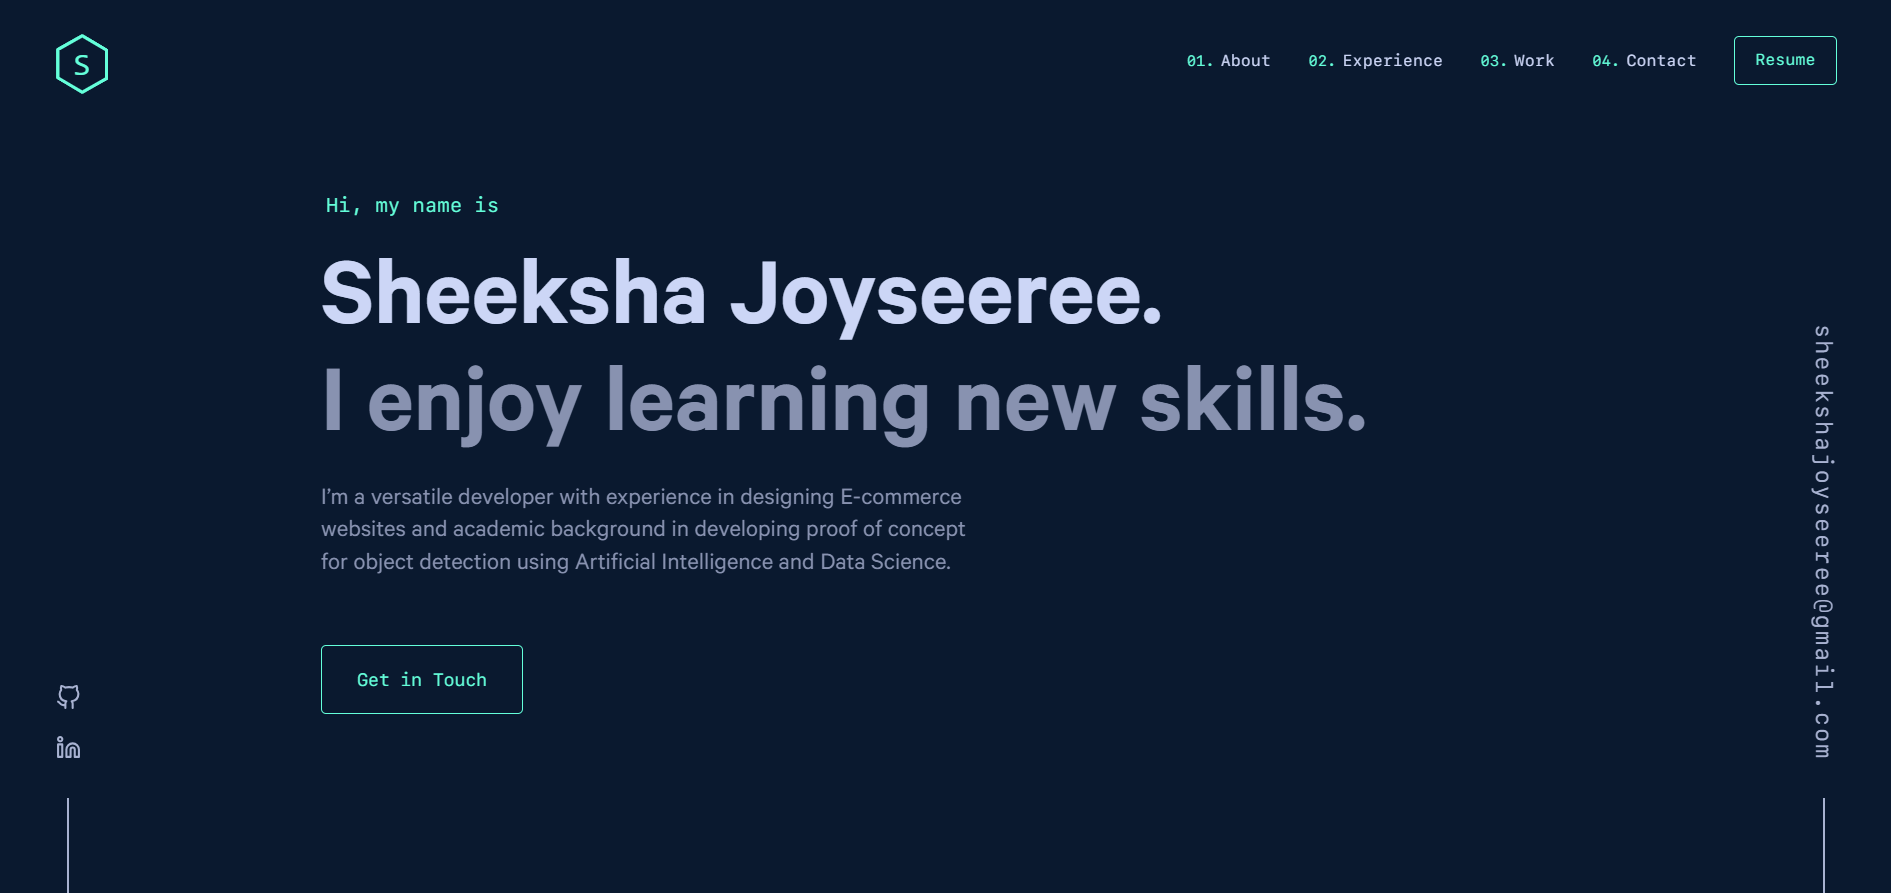 S
01. About 02. Experience 03. Work 04. Contact Resume
Hi, my name is
Sheeksha Joyseeree.
I enjoy learning new skills.
I’m a versatile developer with experience in designing E-commerce
websites and academic background in developing proof of concept
for object detection using Artificial Intelligence and Data Science.
Get in Touch
in
sheekshajoyseeree@gmail.com